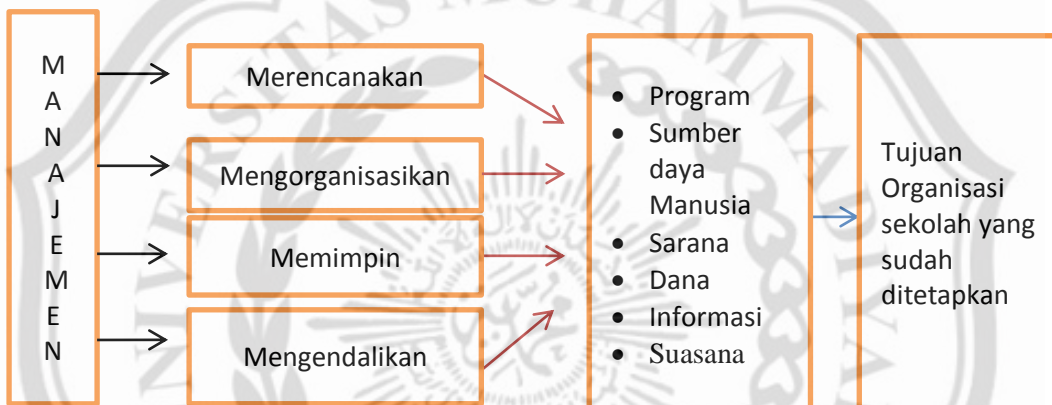 M
A
N
A
J
E
M
E
N
Merencanakan
Mengorganisasikan
Memimpin
Mengendalikan
• Program
• Sumber
daya
Manusia
• Sarana
• Dana
• Informasi
• Suasana
Tujuan
Organisasi
sekolah yang
sudah
ditetapkan